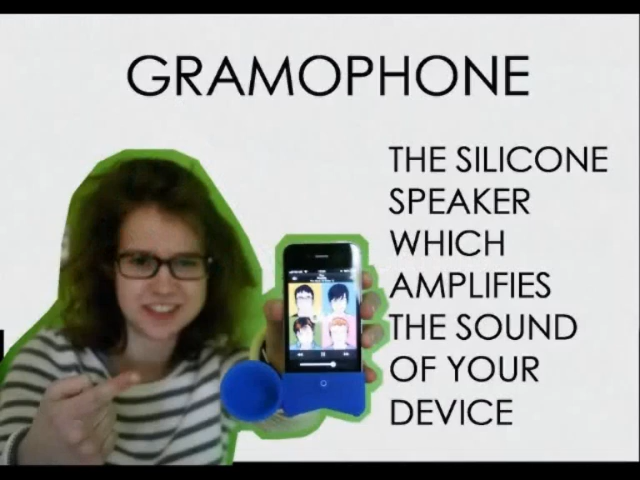 GRAMOPHONE
THE SILICONE
SPEAKER
WHICH
AMPLIFIES
THE SOUND
OF YOUR
DEVICE